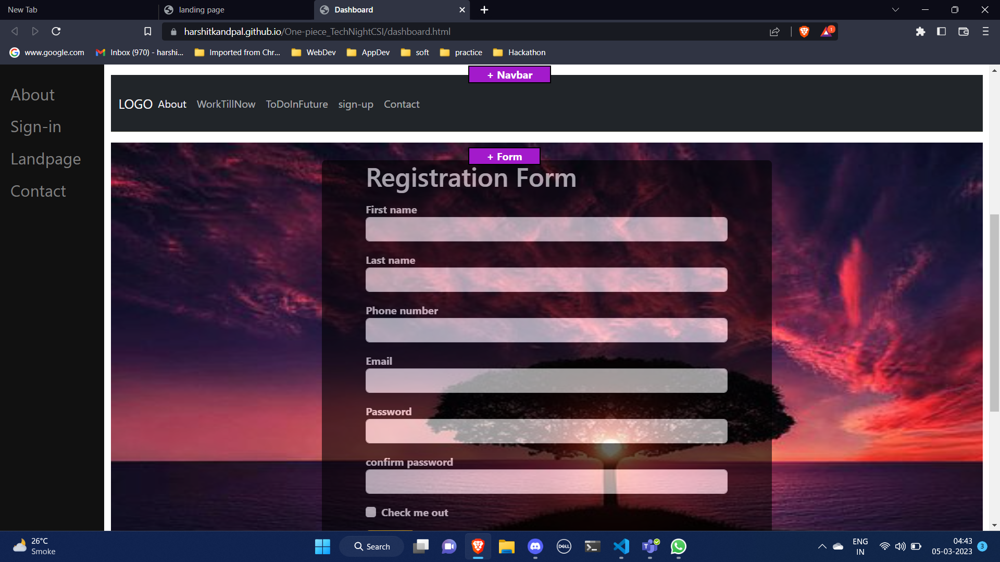 New Tab
landing page
Dashboard
harshitkandpal.github.io/One-piece_TechNightCSI/dashboard.html
1
www.google.com
Inbox (970) - harshi...
Imported from Chr...
WebDev
AppDev
soft
practice
Hackathon
About
Sign-in
Landpage
Contact
+ Navbar
LOGO About WorkTillNow ToDoInFuture sign-up Contact
+ Form
Registration Form
First name
Last name
Phone number
Email
Password
confirm password
Check me out
26°C
Smoke
Search
DELL
ENG
IN
04:43
05-03-2023
3